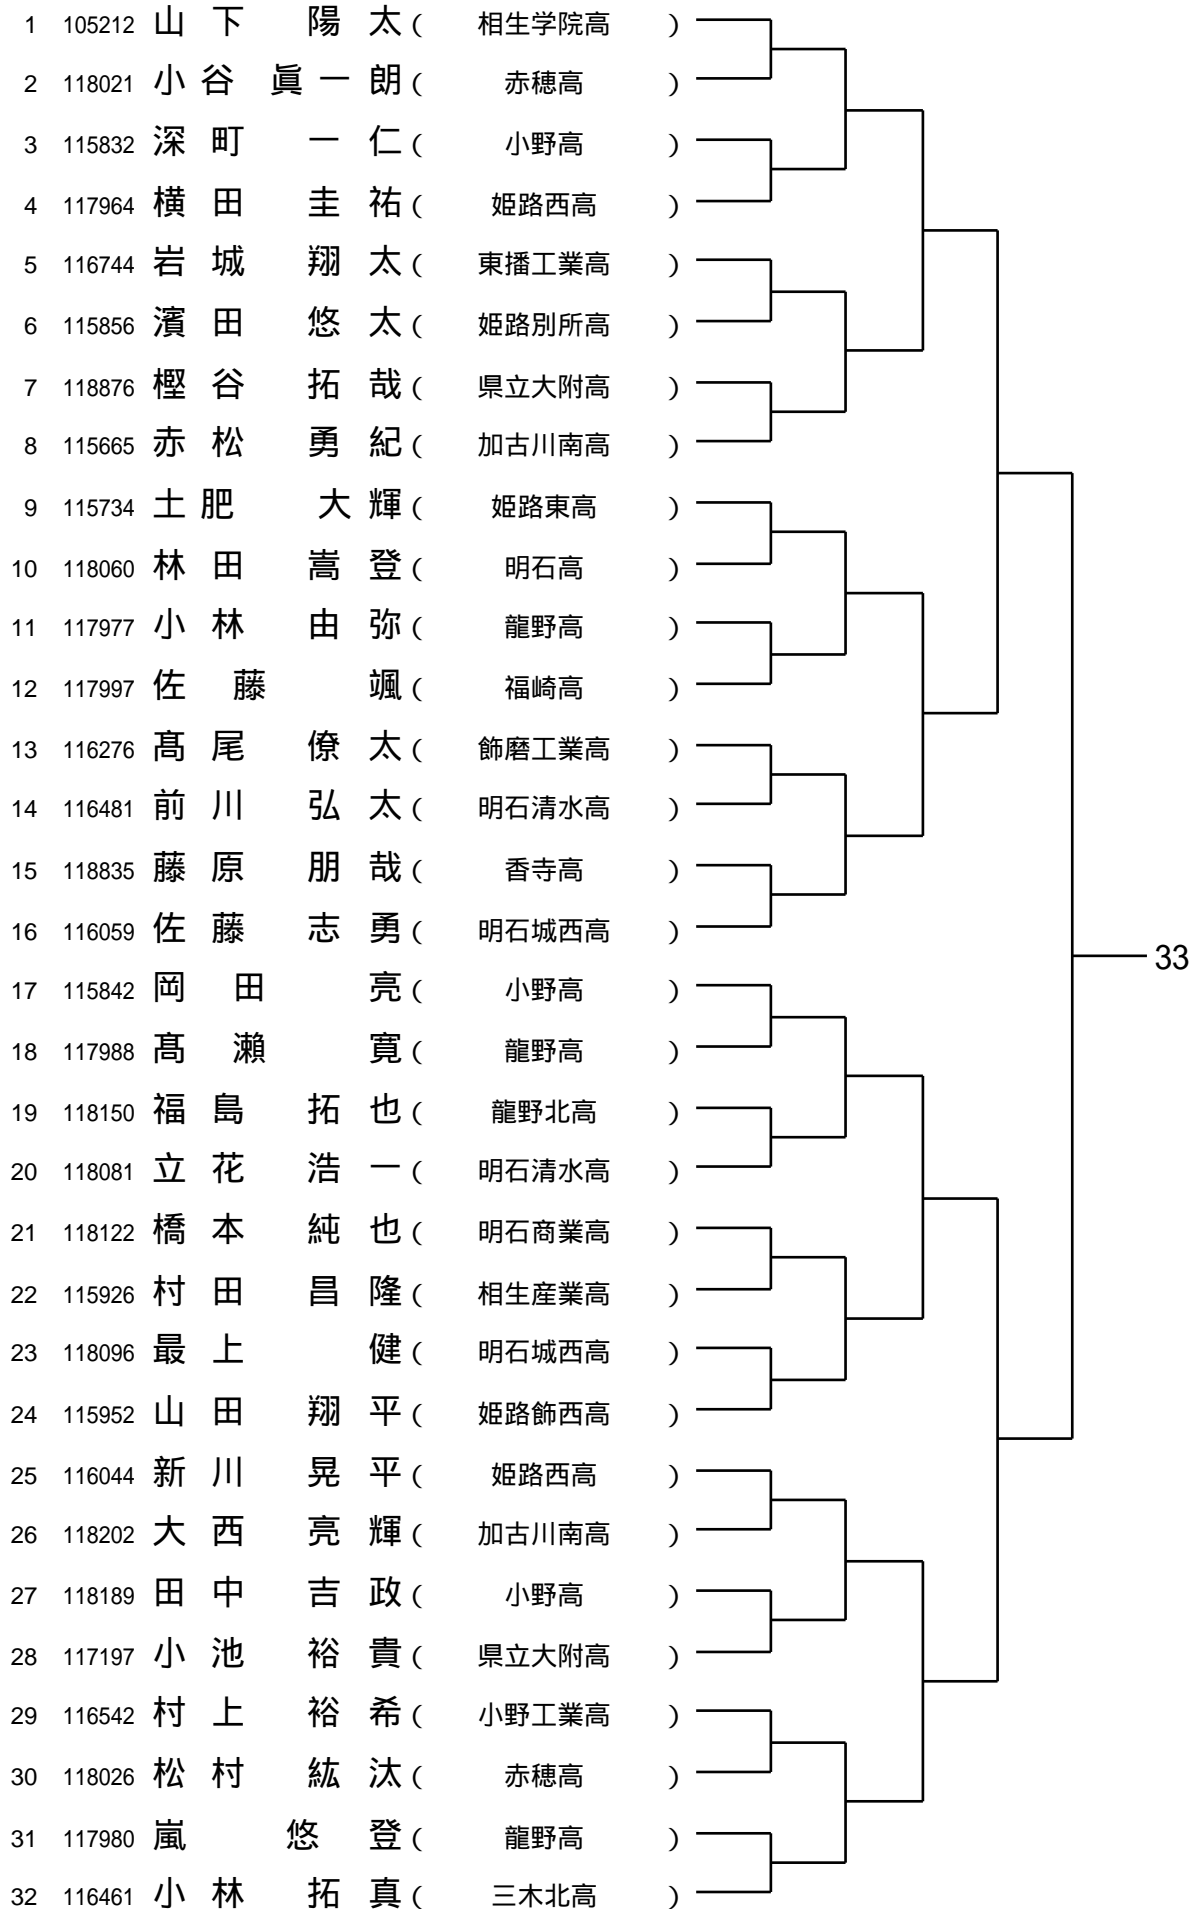 1 105212 山下 陽太(相生学院高)
2 118021 小谷 眞一朗(赤穂高)
3 115832 深町 一仁(小野高)
4 117964 横田 圭祐(姫路西高)
5 116744 岩城 翔太(東播工業高)
6 115856 濱田 悠太(姫路別所高)
7 118876 樫谷 拓哉(県立大附高)
8 115665 赤松 勇紀(加古川南高)
9 115734 土肥 大輝(姫路東高)
10 118060 林田 嵩登(明石高)
11 117977 小林 由弥(龍野高)
12 117997 佐藤 颯(福崎高)
13 116276 髙尾 僚太(飾磨工業高)
14 116481 前川 弘太(明石清水高)
15 118835 藤原 朋哉(香寺高)
16 116059 佐藤 志勇(明石城西高)
33
17 115842 岡田 亮(小野高)
18 117988 髙瀨 寛(龍野高)
19 118150 福島 拓也(龍野北高)
20 118081 立花 浩一(明石清水高)
21 118122 橋本 純也(明石商業高)
22 115926 村田 昌隆(相生産業高)
23 118096 最上 健(明石城西高)
24 115952 山田 翔平(姫路飾西高)
25 116044 新川 晃平(姫路西高)
26 118202 大西 亮輝(加古川南高)
27 118189 田中 吉政(小野高)
28 117197 小池 裕貴(県立大附高)
29 116542 村上 裕希(小野工業高)
30 118026 松村 紘汰(赤穂高)
31 117980 嵐 悠登(龍野高)
32 116461 小林 拓真(三木北高)